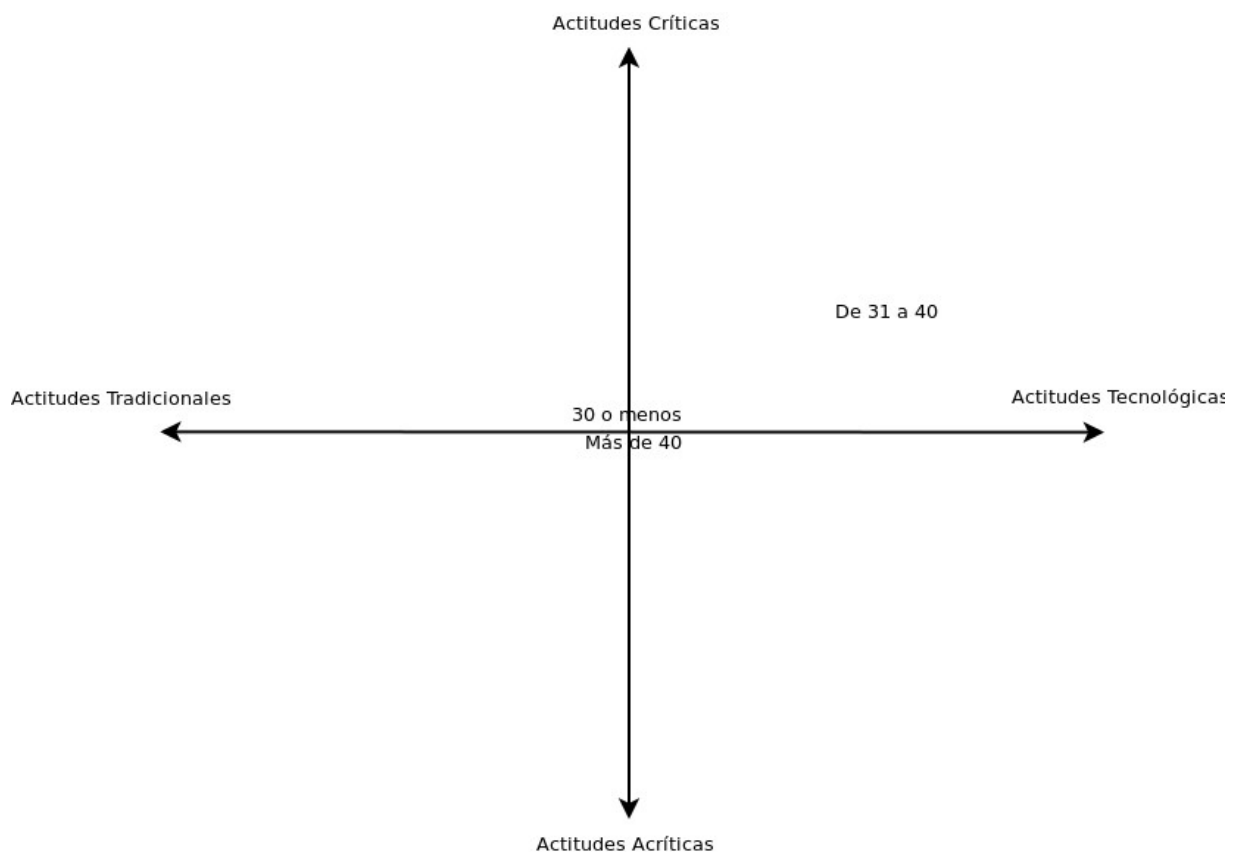 Actitudes Críticas
De 31 a 40
Actitudes Tradicionales
Actitudes Tecnológicas
30 o menos
Más de 40
Actitudes Acríticas